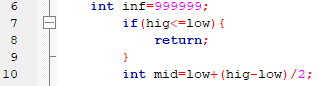 6 int inf=999999;
7 if(hig<=low){
8 return;
9 }
10 int mid=low+(hig-low)/2;